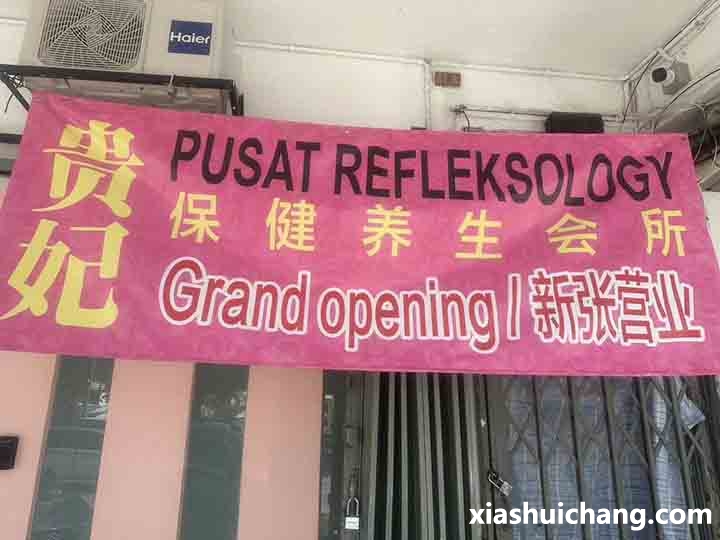 Haier
贵妃
PUSAT REFLEKSOLOGY
保健养生会所
Grand opening / 新张营业
xiashuichang.com